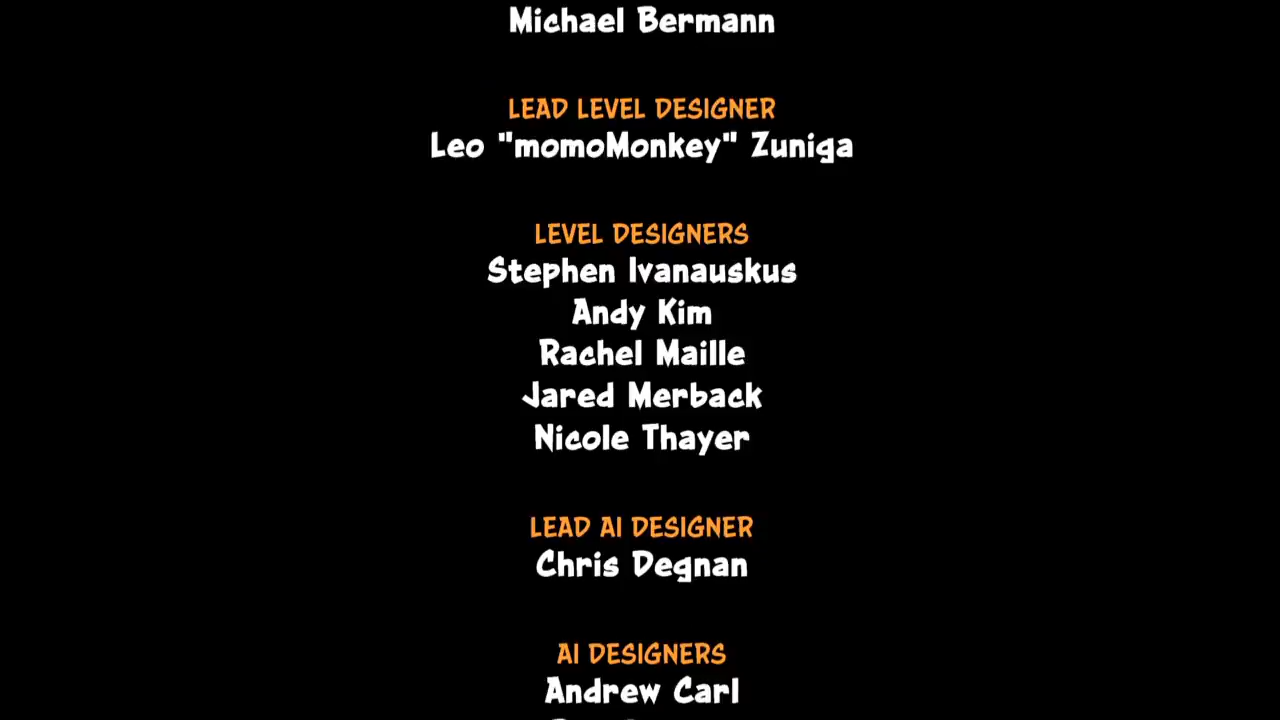 Michael Bermann
LEAD LEVEL DESIGNER
Leo "momoMonkey" Zuniga
LEVEL DESIGNERS
Stephen Ivanauskus
Andy Kim
Rachel Maille
Jared Merback
Nicole Thayer
LEAD AI DESIGNER
Chris Degnan
AI DESIGNERS
Andrew Carl